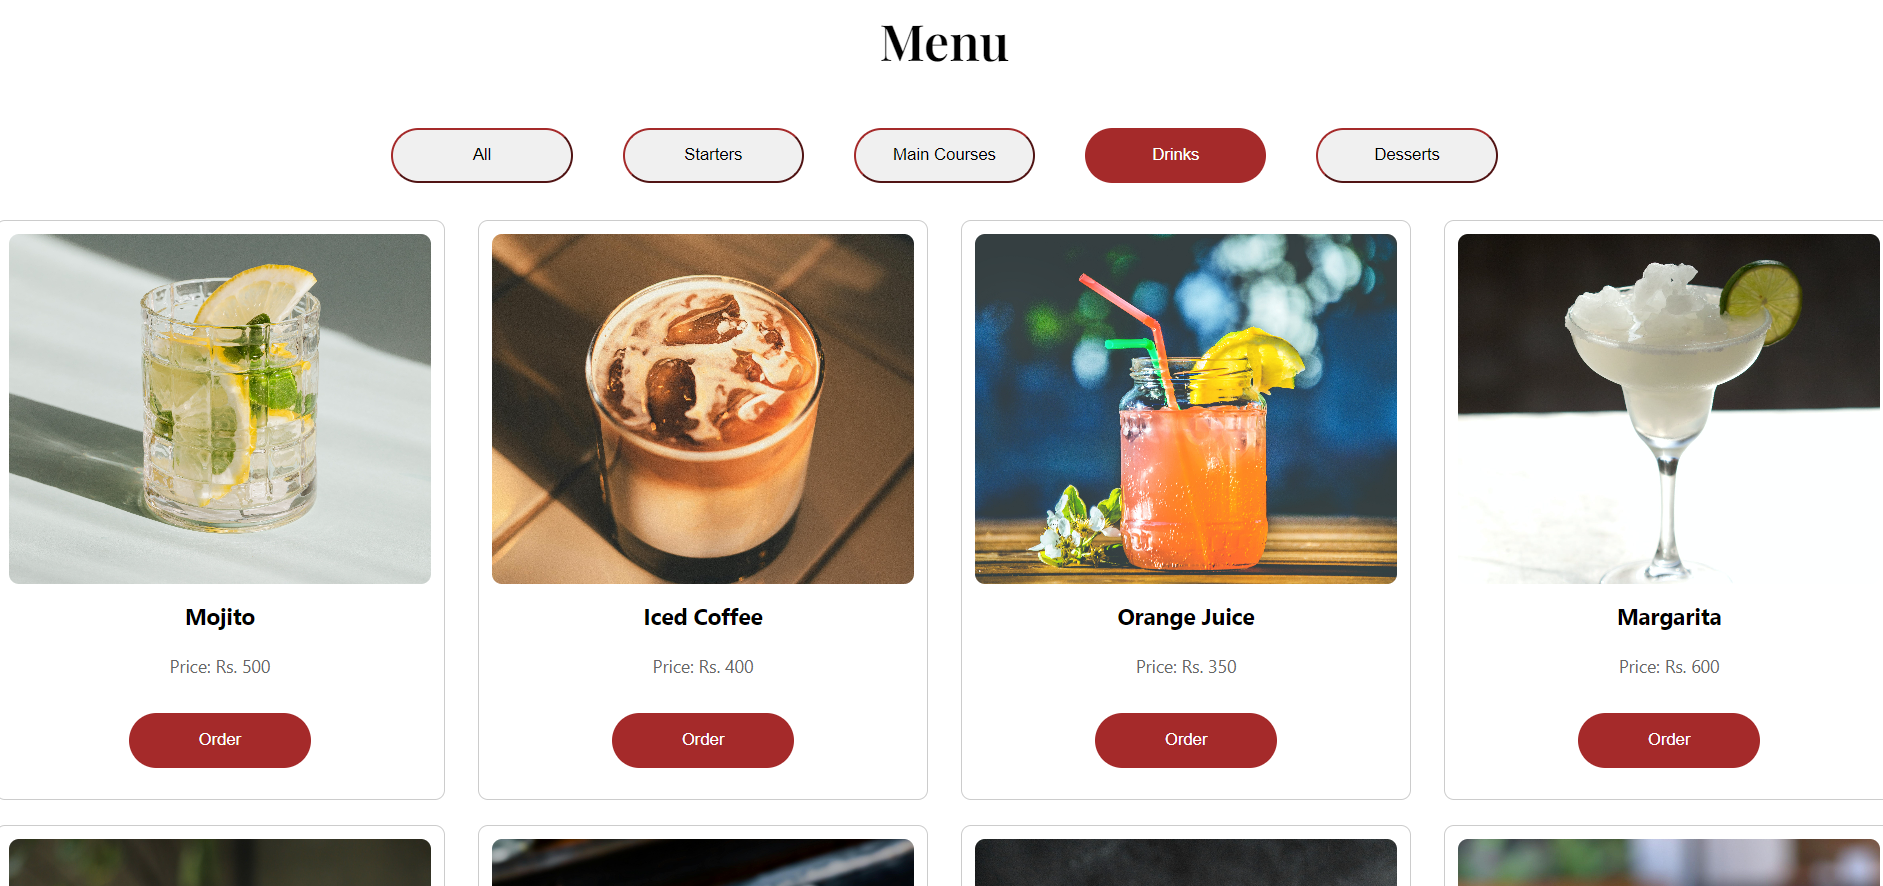 Menu
All
Starters
Main Courses
Drinks
Desserts
Mojito
Price: Rs. 500
Order
Iced Coffee
Price: Rs. 400
Order
Orange Juice
Price: Rs. 350
Order
Margarita
Price: Rs. 600
Order